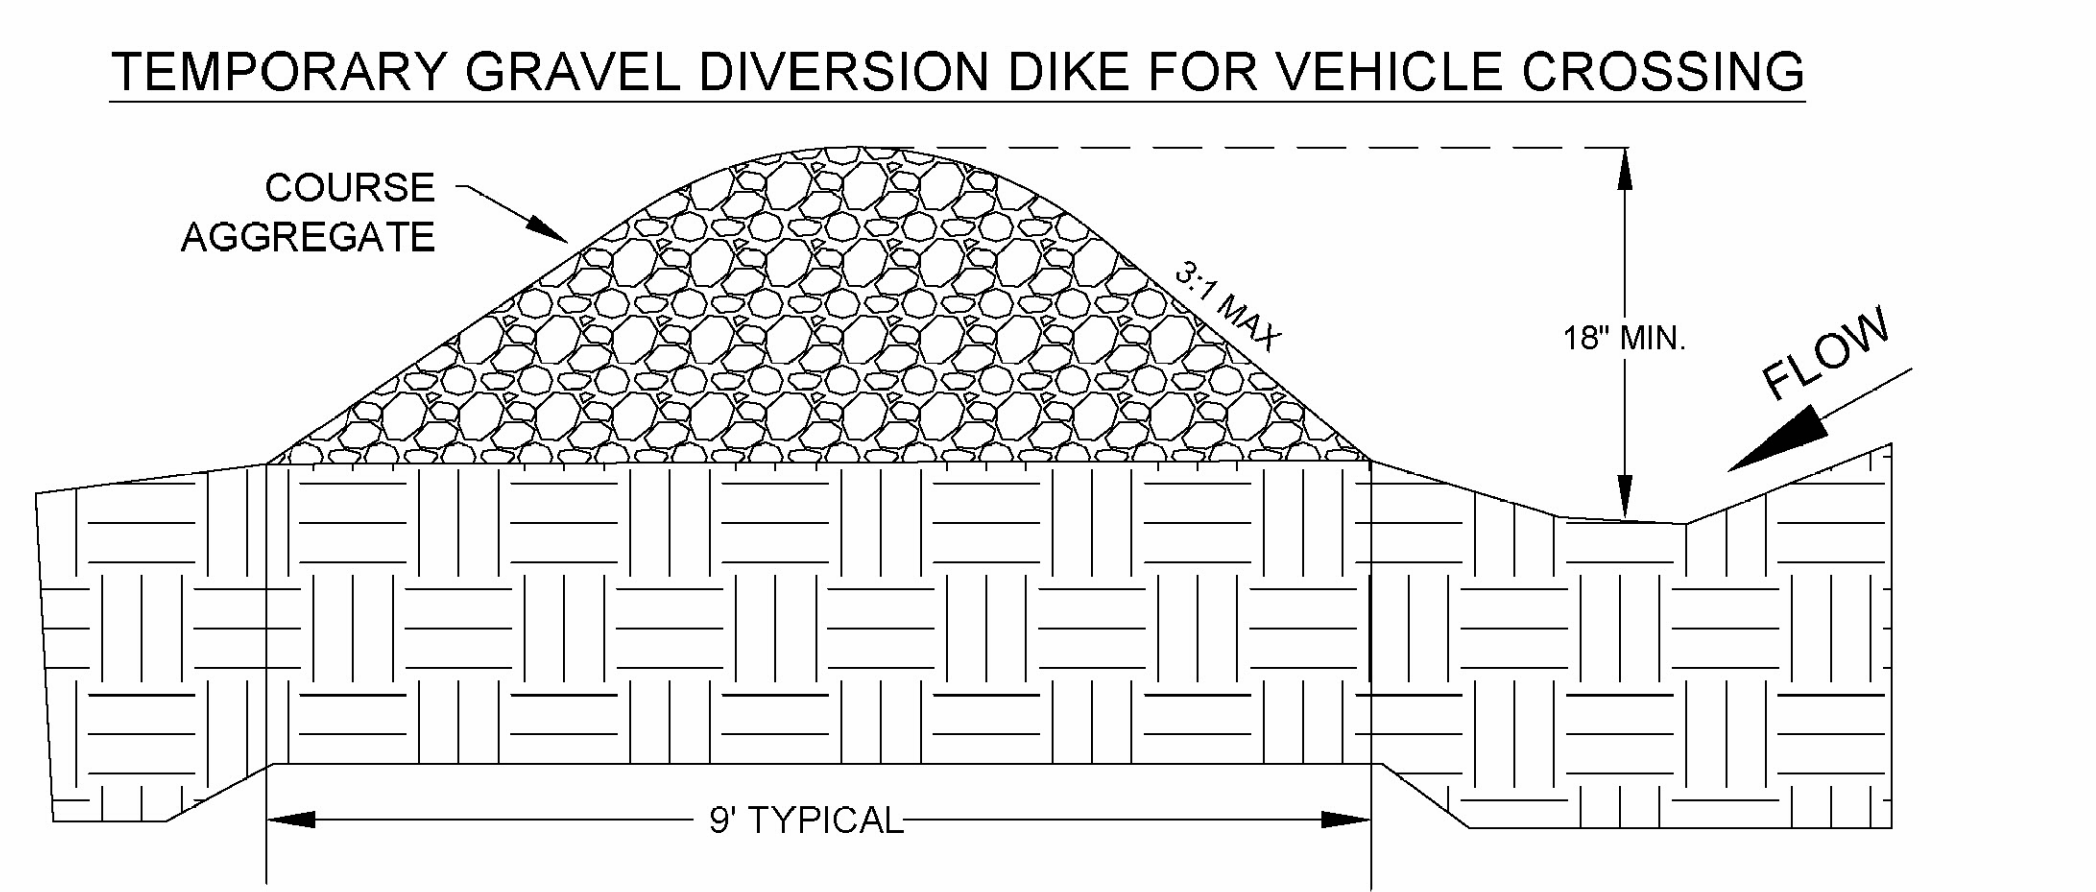 TEMPORARY GRAVEL DIVERSION DIKE FOR VEHICLE CROSSING
COURSE
AGGREGATE
3:1 MAX
18" MIN.
FLOW
9' TYPICAL